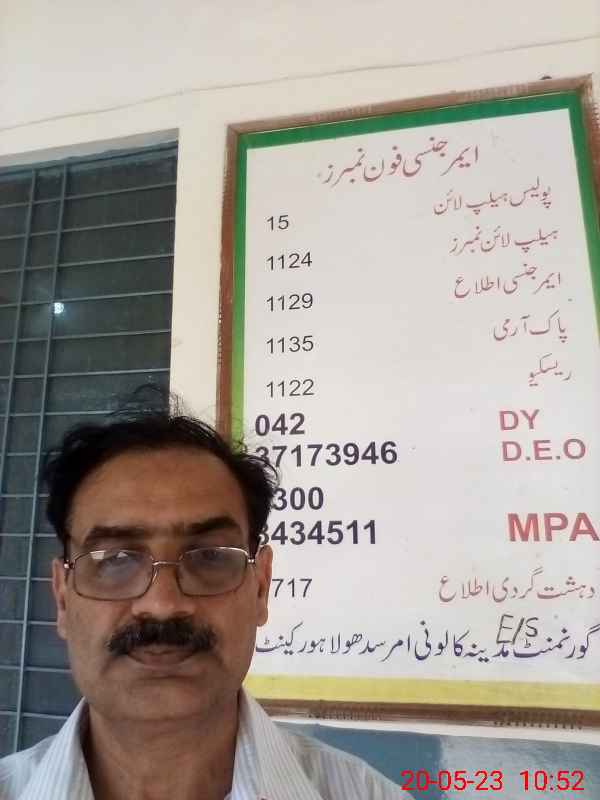 ایمرجنسی فون نمبرز
پولیس ہیلپ لائن 15
ہیلپ لائن نمبرز 1124
ایمرجنسی اطلاع 1129
پاک آرمی 1135
ریسکیو 1122
042 DY
37173946 D.E.O
300
3434511 MPA
دہشت گردی اطلاع 717
E/S
گورنمنٹ مدینہ کالونی امرسدھو لاہور کینٹ
20-05-23 10:52